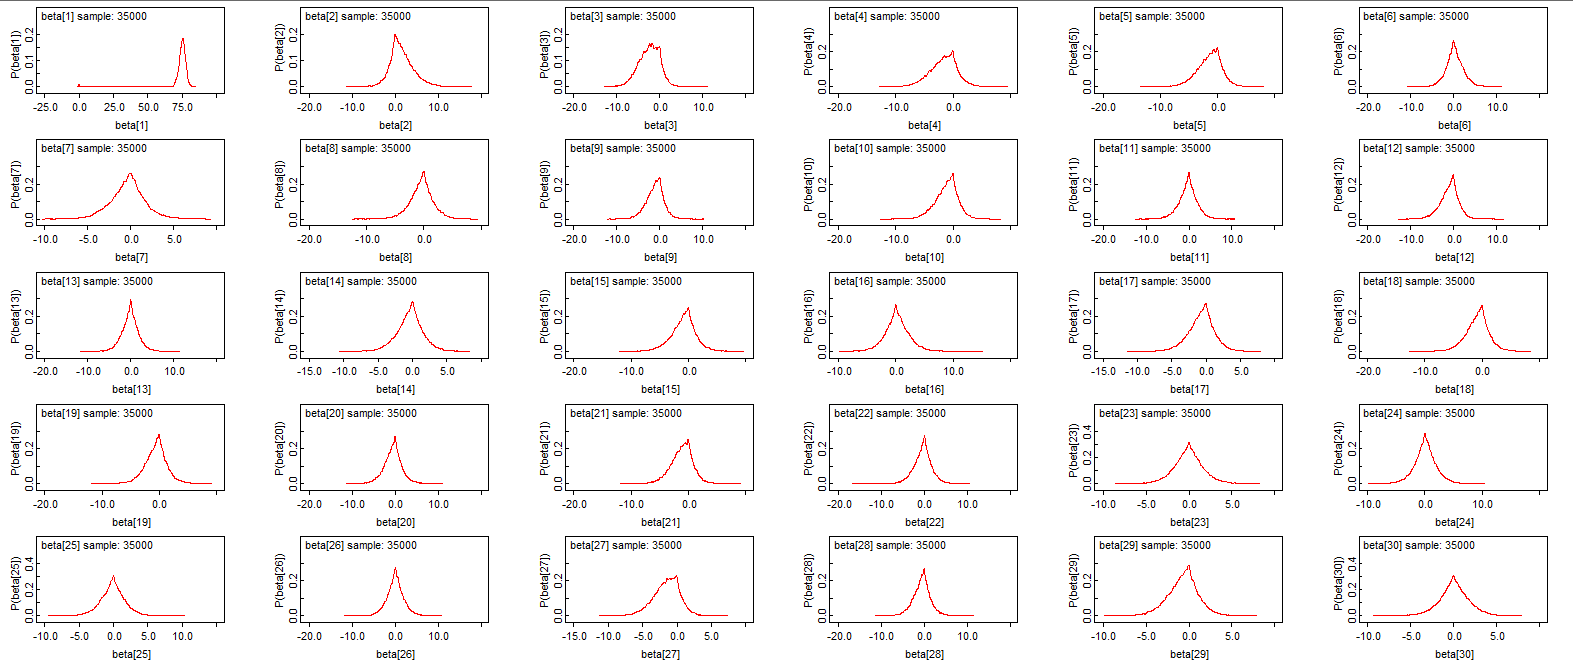 beta[1] sample: 35000
P(beta[1])
0.0 0.1 0.2
-25.0 0.0 25.0 50.0 75.0
beta[1]
beta[2] sample: 35000
P(beta[2])
0.0 0.1 0.2
-20.0 -10.0 0.0 10.0
beta[2]
beta[3] sample: 35000
P(beta[3])
0.0 0.1 0.2
-20.0 -10.0 0.0 10.0
beta[3]
beta[4] sample: 35000
P(beta[4])
0.0 0.2
-20.0 -10.0 0.0
beta[4]
beta[5] sample: 35000
P(beta[5])
0.0 0.2
-20.0 -10.0 0.0
beta[5]
beta[6] sample: 35000
P(beta[6])
0.0 0.2
-20.0 -10.0 0.0 10.0
beta[6]
beta[7] sample: 35000
P(beta[7])
0.0 0.2
-10.0 -5.0 0.0 5.0
beta[7]
beta[8] sample: 35000
P(beta[8])
0.0 0.2
-20.0 -10.0 0.0
beta[8]
beta[9] sample: 35000
P(beta[9])
0.0 0.2
-20.0 -10.0 0.0 10.0
beta[9]
beta[10] sample: 35000
P(beta[10])
0.0 0.2
-20.0 -10.0 0.0
beta[10]
beta[11] sample: 35000
P(beta[11])
0.0 0.2
-20.0 -10.0 0.0 10.0
beta[11]
beta[12] sample: 35000
P(beta[12])
0.0 0.2
-20.0 -10.0 0.0 10.0
beta[12]
beta[13] sample: 35000
P(beta[13])
0.0 0.2
-20.0 -10.0 0.0 10.0
beta[13]
beta[14] sample: 35000
P(beta[14])
0.0 0.2
-15.0 -10.0 -5.0 0.0 5.0
beta[14]
beta[15] sample: 35000
P(beta[15])
0.0 0.2
-20.0 -10.0 0.0
beta[15]
beta[16] sample: 35000
P(beta[16])
0.0 0.2
-10.0 0.0 10.0
beta[16]
beta[17] sample: 35000
P(beta[17])
0.0 0.2
-15.0 -10.0 -5.0 0.0 5.0
beta[17]
beta[18] sample: 35000
P(beta[18])
0.0 0.2
-20.0 -10.0 0.0
beta[18]
beta[19] sample: 35000
P(beta[19])
0.0 0.2
-20.0 -10.0 0.0
beta[19]
beta[20] sample: 35000
P(beta[20])
0.0 0.2
-20.0 -10.0 0.0 10.0
beta[20]
beta[21] sample: 35000
P(beta[21])
0.0 0.2
-20.0 -10.0 0.0
beta[21]
beta[22] sample: 35000
P(beta[22])
0.0 0.2
-20.0 -10.0 0.0 10.0
beta[22]
beta[23] sample: 35000
P(beta[23])
0.0 0.2 0.4
-10.0 -5.0 0.0 5.0
beta[23]
beta[24] sample: 35000
P(beta[24])
0.0 0.2
-10.0 0.0 10.0
beta[24]
beta[25] sample: 35000
P(beta[25])
0.0 0.2 0.4
-10.0 -5.0 0.0 5.0 10.0
beta[25]
beta[26] sample: 35000
P(beta[26])
0.0 0.2
-20.0 -10.0 0.0 10.0
beta[26]
beta[27] sample: 35000
P(beta[27])
0.0 0.2
-15.0 -10.0 -5.0 0.0 5.0
beta[27]
beta[28] sample: 35000
P(beta[28])
0.0 0.2
-20.0 -10.0 0.0 10.0
beta[28]
beta[29] sample: 35000
P(beta[29])
0.0 0.2
-10.0 -5.0 0.0 5.0
beta[29]
beta[30] sample: 35000
P(beta[30])
0.0 0.2 0.4
-10.0 -5.0 0.0 5.0
beta[30]